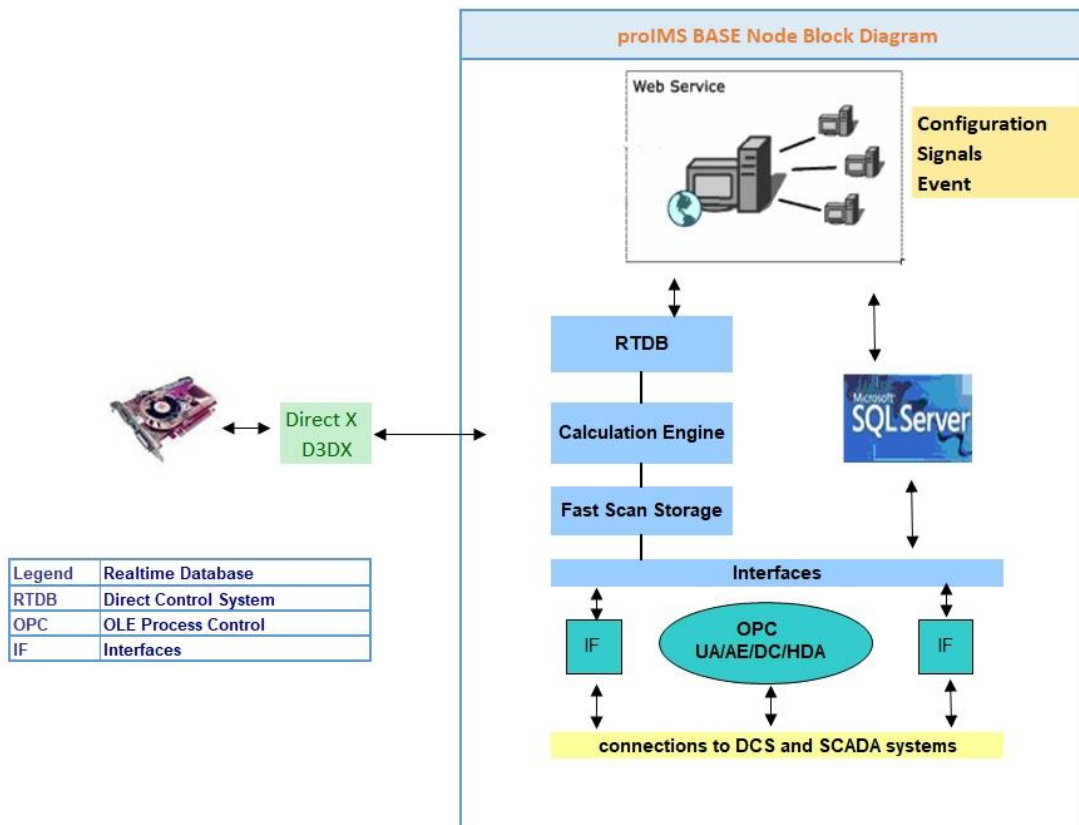 proIMS BASE Node Block Diagram
Web Service
Configuration
Signals
Event
RTDB
Direct X
D3DX
Calculation Engine
Microsoft
SQL Server
Fast Scan Storage
Interfaces
Legend Realtime Database
RTDB Direct Control System
OPC OLE Process Control
IF Interfaces
IF
OPC
UA/AE/DC/HDA
IF
connections to DCS and SCADA systems